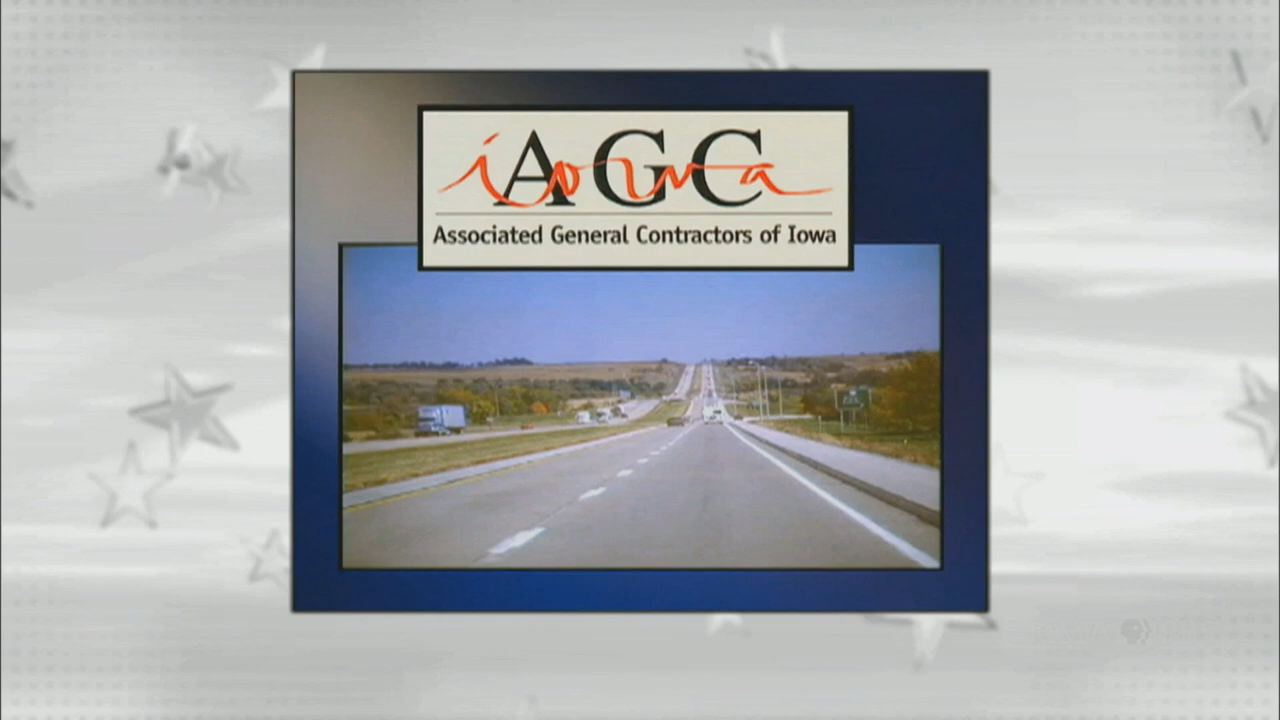 iowa
AGC
Associated General Contractors of Iowa